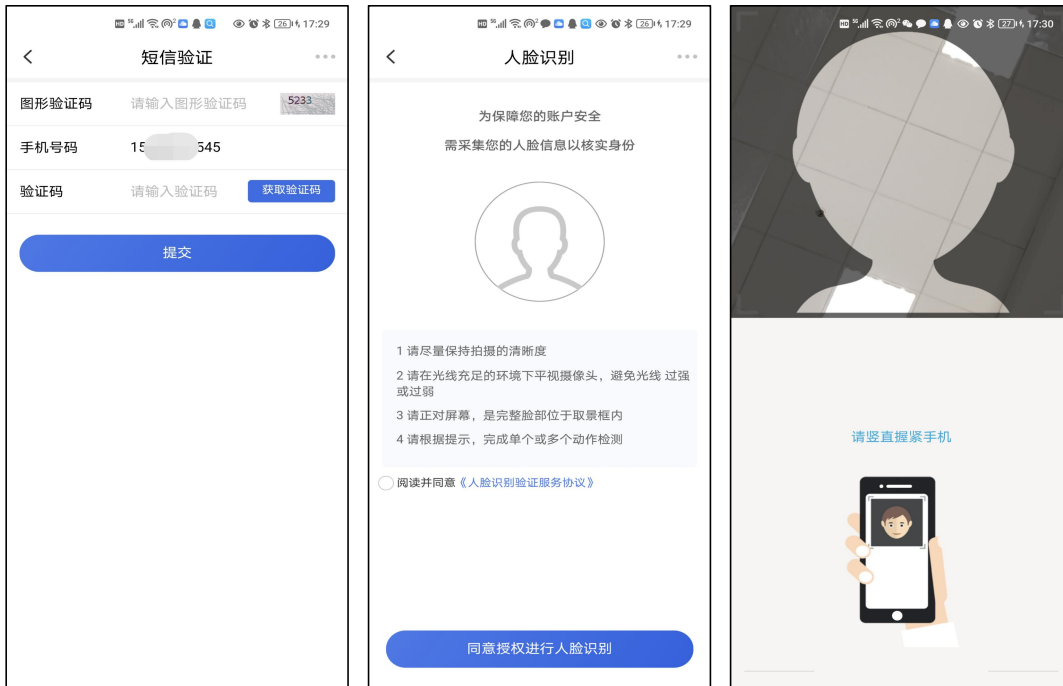 HD 5G 26 17:29
短信验证
图形验证码 请输入图形验证码 5233
手机号码 15 545
验证码 请输入验证码 获取验证码
提交
HD 5G 26 17:29
人脸识别
为保障您的账户安全
需采集您的人脸信息以核实身份
1 请尽量保持拍摄的清晰度
2 请在光线充足的环境下平视摄像头，避免光线 过强
或过弱
3 请正对屏幕，是完整脸部位于取景框内
4 请根据提示，完成单个或多个动作检测
阅读并同意《人脸识别验证服务协议》
同意授权进行人脸识别
HD 5G 27 17:30
请竖直握紧手机